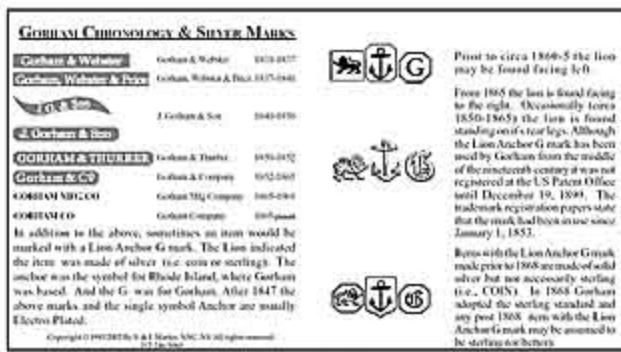 GORHAM CHRONOLOGY & SILVER MARKS
Gorham & Webster Gorham & Webster 1831-1837
Gorham, Webster & Price Gorham, Webster & Price 1837-1841
J.G. & Son
J. Gorham & Son
J. Gorham & Son
GORHAM & THURBER Gorham & Thurber 1850-1852
Gorham & Co Gorham & Company 1852-1865
GORHAM MFG CO Gorham Mfg Company
GORHAM CO Gorham Company
In addition to the above, sometimes an item would be
marked with a Lion Anchor G mark. The Lion indicated
the item was made of silver (i.e. coin or sterling). The
anchor was the symbol for Rhode Island, where Gorham
was based. And the G was for Gorham. After 1847 the
above marks and the single symbol Anchor are usually
Electro Plated.
G
G
G
Prior to circa 1860-5 the lion
may be found facing left.
From 1865 the lion is found facing
to the right. Occasionally (circa
1850-1865) the lion is found
standing on it's rear legs. Although
the Lion Anchor G mark has been
used by Gorham from the middle
of the nineteenth century it was not
registered at the US Patent Office
until December 19, 1899. The
trademark registration papers state
that the mark had been in use since
January 1, 1853.
Items with the Lion Anchor G mark
made prior to 1868 are made of solid
silver but not necessarily sterling
(i.e., COIN). In 1868 Gorham
adopted the sterling standard and
any post 1868 item with the Lion
Anchor G mark may be assumed to
be sterling or better.